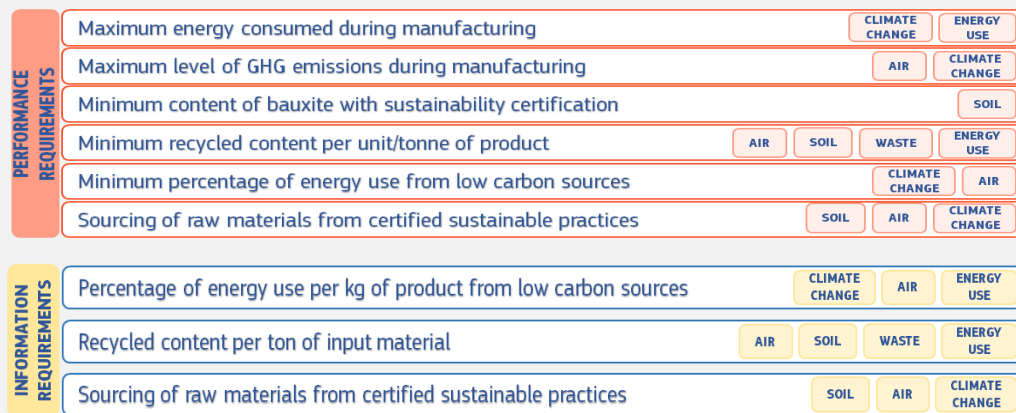 PERFORMANCE
REQUIREMENTS
Maximum energy consumed during manufacturing
CLIMATE
CHANGE
ENERGY
USE
Maximum level of GHG emissions during manufacturing
AIR
CLIMATE
CHANGE
Minimum content of bauxite with sustainability certification
SOIL
Minimum recycled content per unit/tonne of product
AIR
SOIL
WASTE
ENERGY
USE
Minimum percentage of energy use from low carbon sources
CLIMATE
CHANGE
AIR
Sourcing of raw materials from certified sustainable practices
SOIL
AIR
CLIMATE
CHANGE
INFORMATION
REQUIREMENTS
Percentage of energy use per kg of product from low carbon sources
CLIMATE
CHANGE
AIR
ENERGY
USE
Recycled content per ton of input material
AIR
SOIL
WASTE
ENERGY
USE
Sourcing of raw materials from certified sustainable practices
SOIL
AIR
CLIMATE
CHANGE